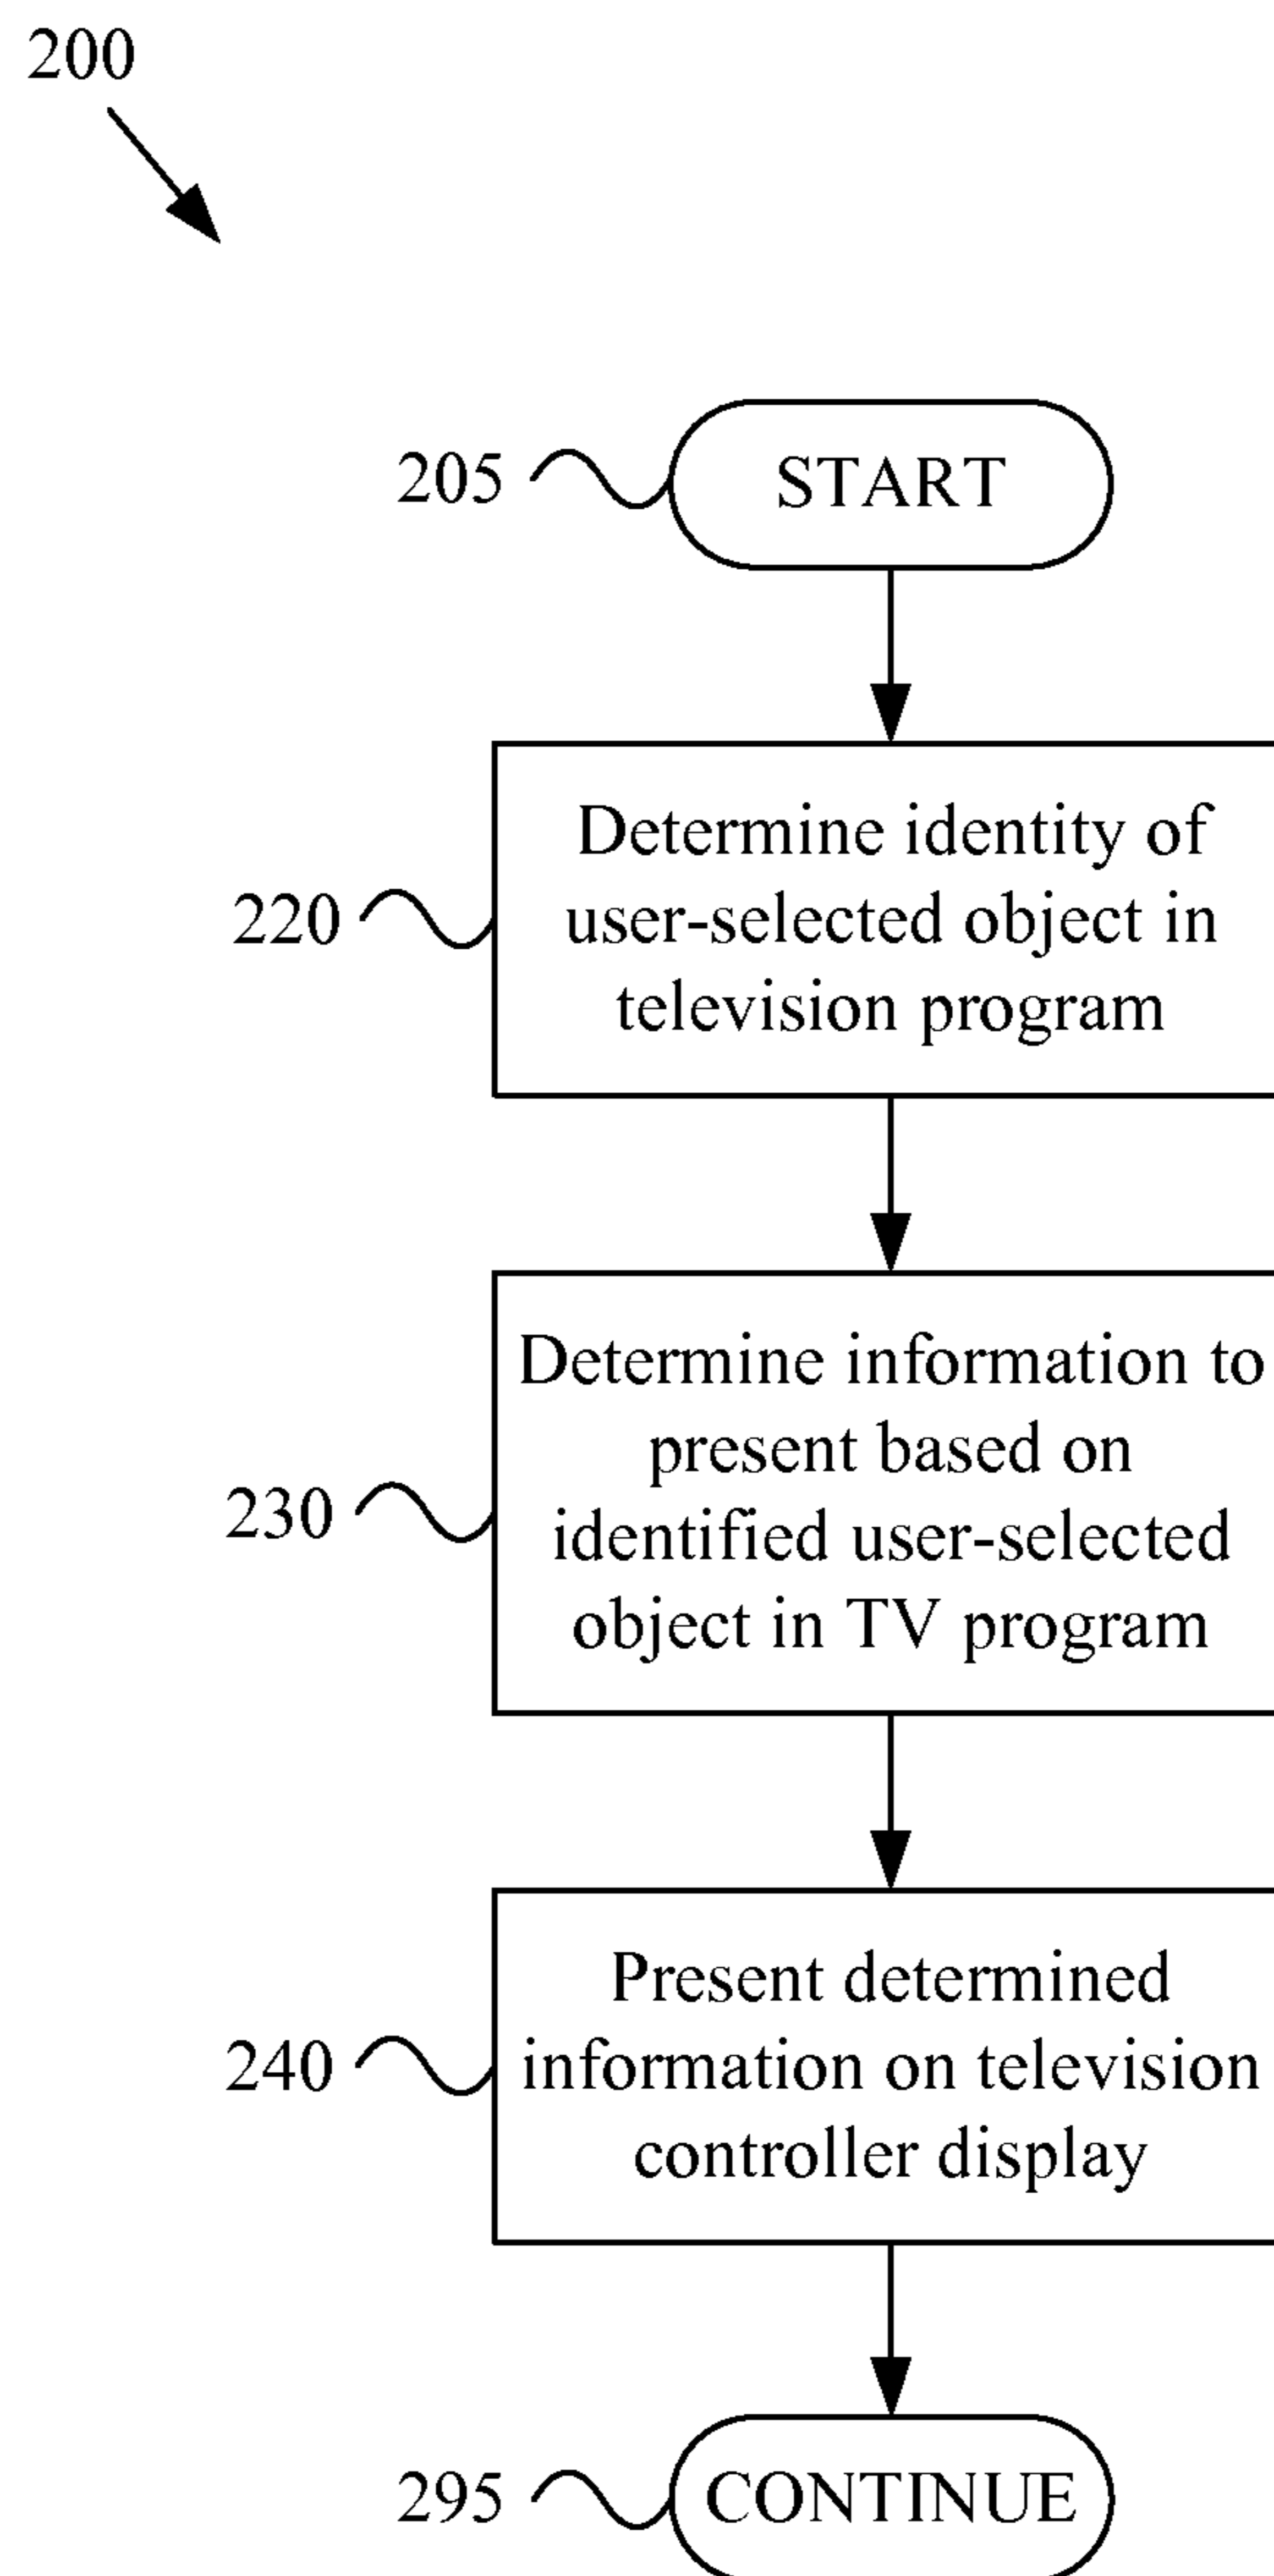 200
205
START
220
Determine identity of
user-selected object in
television program
230
Determine information to
present based on
identified user-selected
object in TV program
240
Present determined
information on television
controller display
295
CONTINUE